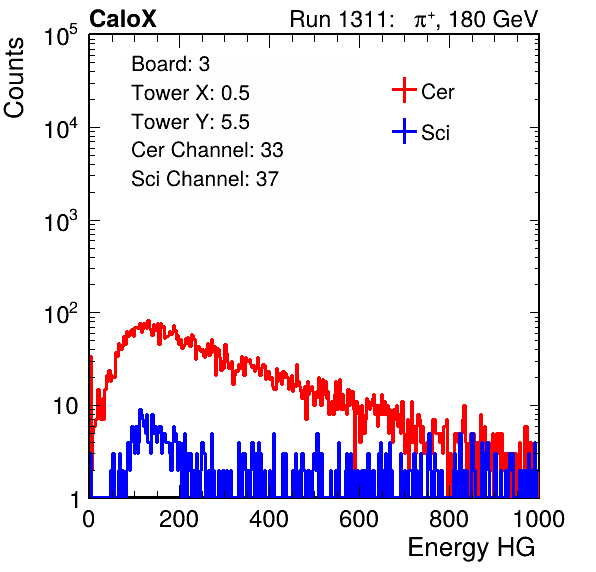 CaloX Run 1311: π⁺, 180 GeV
Board: 3
Tower X: 0.5
Tower Y: 5.5
Cer Channel: 33
Sci Channel: 37
Cer
Sci
Counts
10⁵
10⁴
10³
10²
10
1
0 200 400 600 800 1000
Energy HG